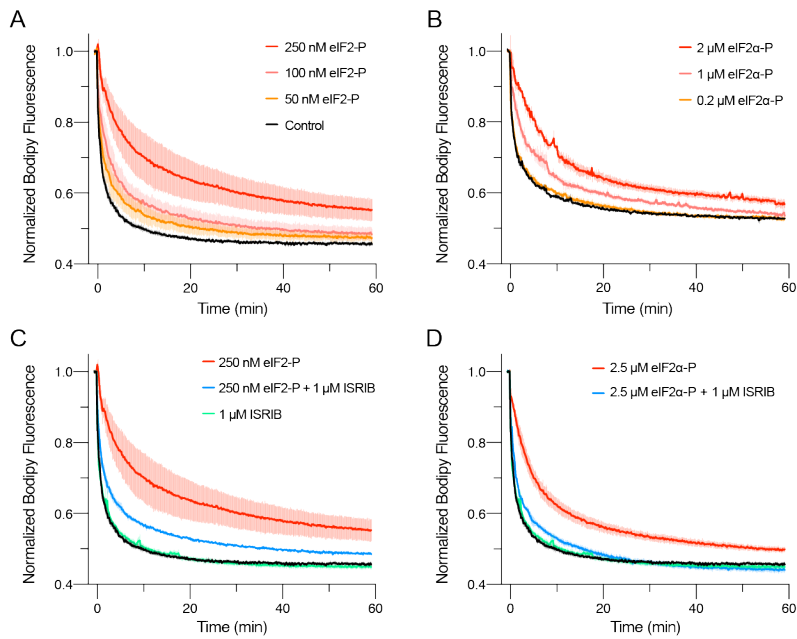 A
Normalized Bodipy Fluorescence
1.0
0.8
0.6
0.4
250 nM eIF2-P
100 nM eIF2-P
50 nM eIF2-P
Control
0
20
40
60
Time (min)
B
Normalized Bodipy Fluorescence
1.0
0.8
0.6
0.4
2 μM eIF2α-P
1 μM eIF2α-P
0.2 μM eIF2α-P
0
20
40
60
Time (min)
C
Normalized Bodipy Fluorescence
1.0
0.8
0.6
0.4
250 nM eIF2-P
250 nM eIF2-P + 1 μM ISRIB
1 μM ISRIB
0
20
40
60
Time (min)
D
Normalized Bodipy Fluorescence
1.0
0.8
0.6
0.4
2.5 μM eIF2α-P
2.5 μM eIF2α-P + 1 μM ISRIB
0
20
40
60
Time (min)